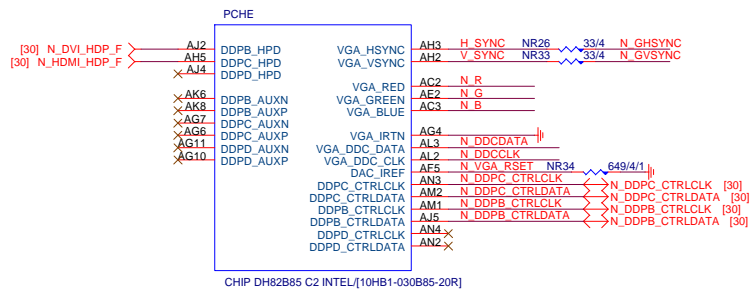 PCHE
[30] N_DVI_HDP_F AJ2 DDPB_HPD VGA_HSYNC AH3 H_SYNC NR26 33/4 N_GHSYNC
[30] N_HDMI_HDP_F AH5 DDPC_HPD VGA_VSYNC AH2 V_SYNC NR33 33/4 N_GVSYNC
AJ4 DDPD_HPD
VGA_RED AC2 N_R
AK6 DDPB_AUXN VGA_GREEN AE2 N_G
AK8 DDPB_AUXP VGA_BLUE AC3 N_B
AG7 DDPC_AUXN
AG6 DDPC_AUXP VGA_IRTN AG4
AG11 DDPD_AUXN VGA_DDC_DATA AL3 N_DDCDATA
AG10 DDPD_AUXP VGA_DDC_CLK AL2 N_DDCCLK
DAC_IREF AF5 N_VGA_RSET NR34 649/4/1
DDPC_CTRLCLK AN3 N_DDPC_CTRLCLK N_DDPC_CTRLCLK [30]
DDPC_CTRLDATA AM2 N_DDPC_CTRLDATA N_DDPC_CTRLDATA [30]
DDPB_CTRLCLK AM1 N_DDPB_CTRLCLK N_DDPB_CTRLCLK [30]
DDPB_CTRLDATA AJ5 N_DDPB_CTRLDATA N_DDPB_CTRLDATA [30]
DDPD_CTRLCLK AN4
DDPD_CTRLDATA AN2
CHIP DH82B85 C2 INTEL/[10HB1-030B85-20R]